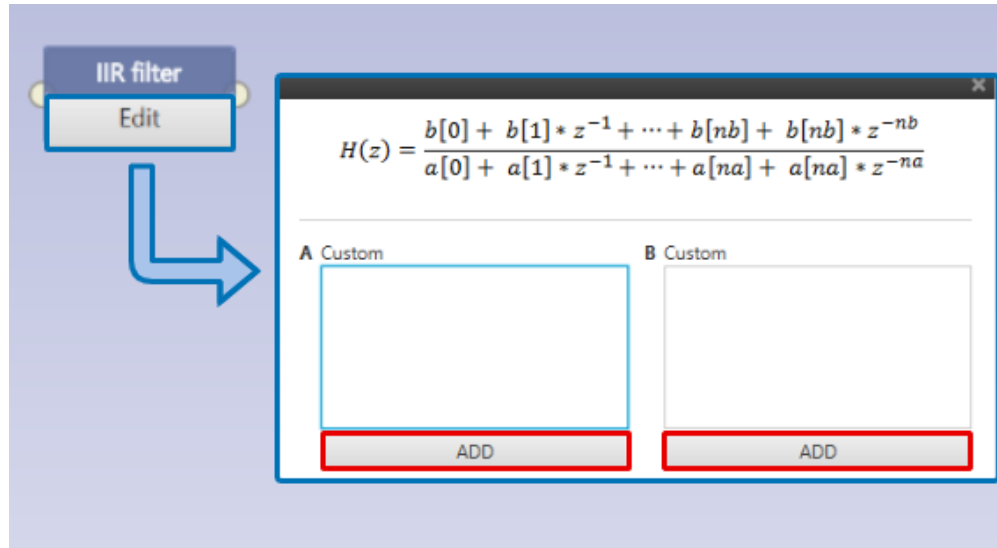 IIR filter
Edit
×
H(z) = \frac{b[0] + b[1] * z^{-1} + ⋯ + b[nb] + b[nb] * z^{-nb}}{a[0] + a[1] * z^{-1} + ⋯ + a[na] + a[na] * z^{-na}}
A Custom B Custom
ADD ADD